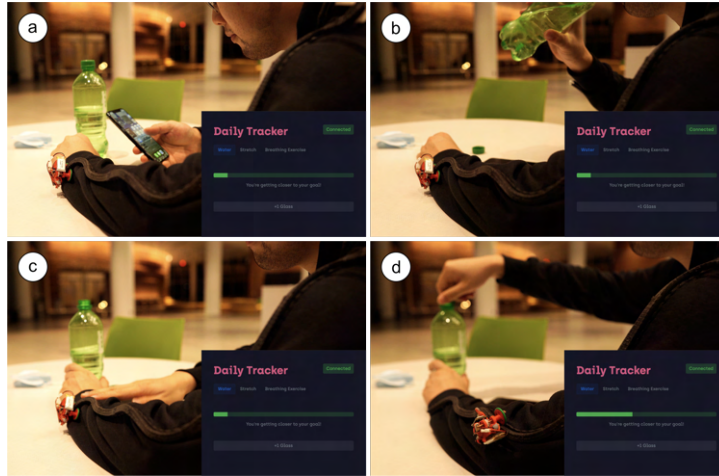 a
Daily Tracker
Connected
Water
Stretch
Breathing Exercise
You're getting closer to your goal!
+1 Glass
b
Daily Tracker
Connected
Water
Stretch
Breathing Exercise
You're getting closer to your goal!
+1 Glass
c
Daily Tracker
Connected
Water
Stretch
Breathing Exercise
You're getting closer to your goal!
+1 Glass
d
Daily Tracker
Connected
Water
Stretch
Breathing Exercise
You're getting closer to your goal!
+1 Glass